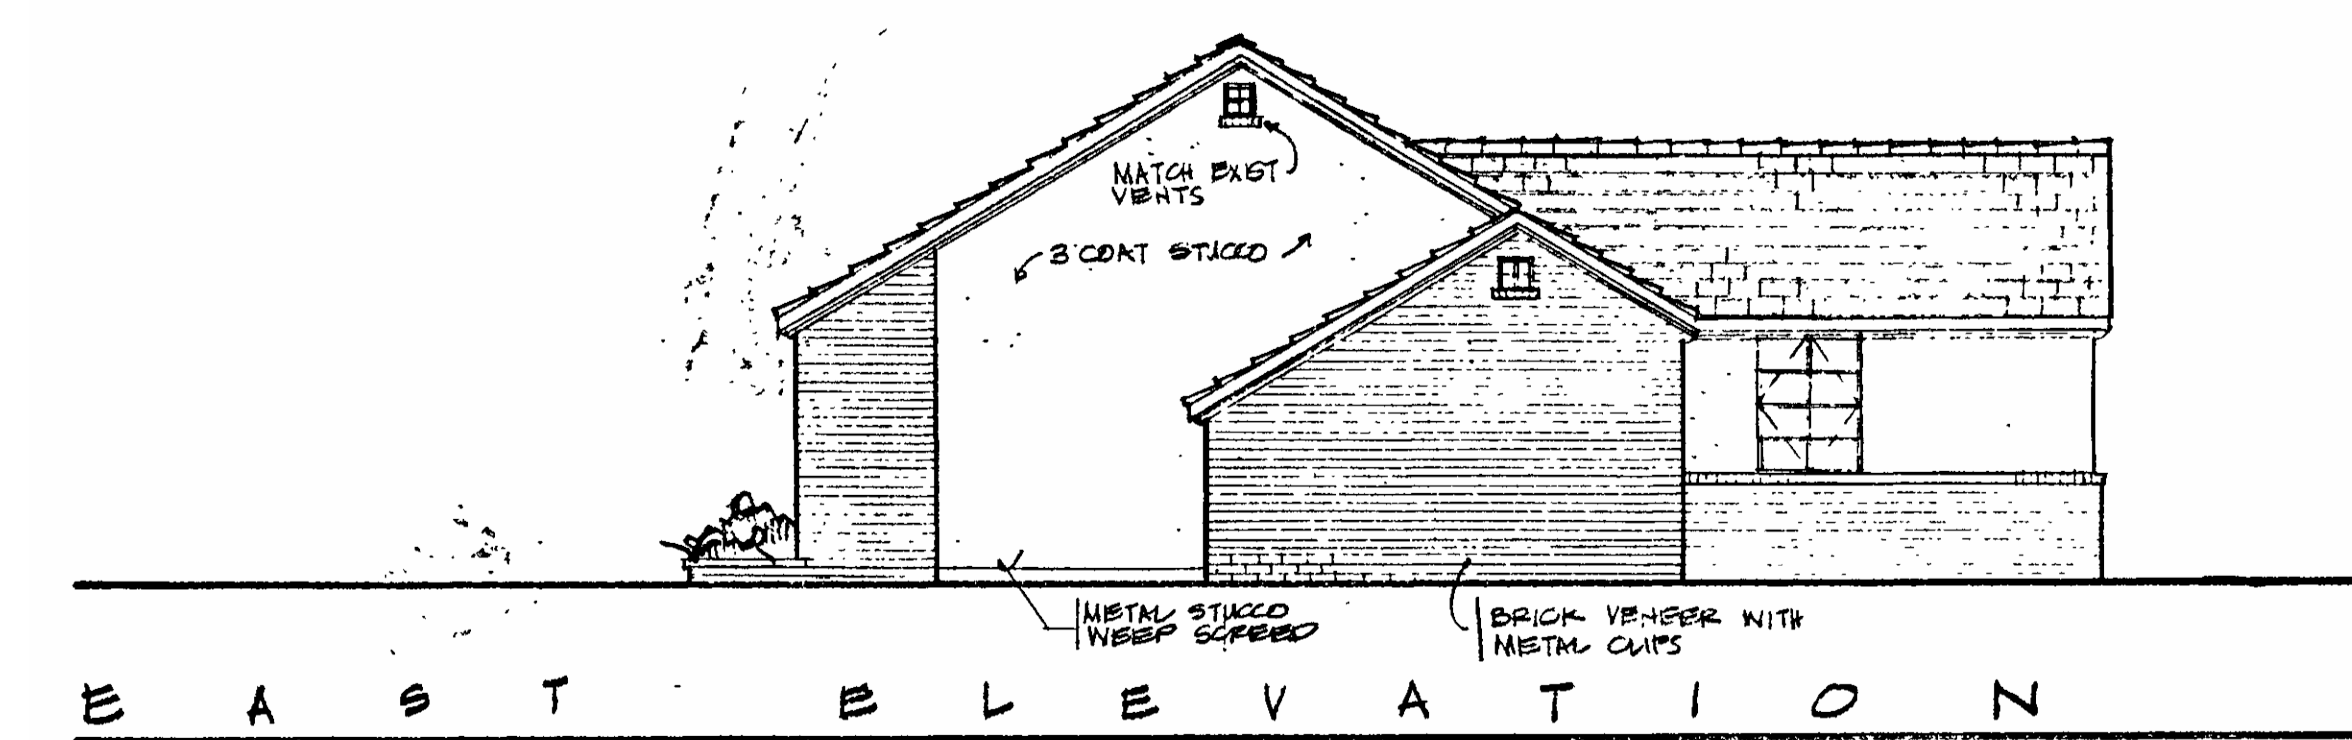 MATCH EXIST
VENTS
3 COAT STUCCO
METAL STUCCO
WEEP SCREED
BRICK VENEER WITH
METAL CLIPS
EAST ELEVATION